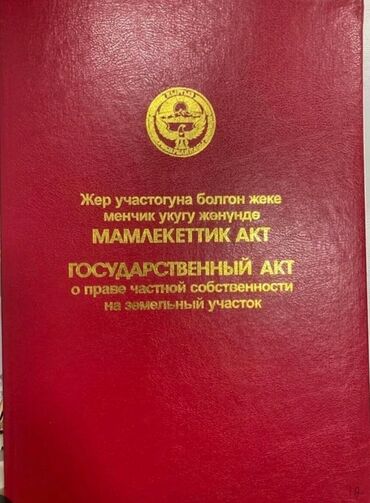 Жер участогуна болгон жеке
менчик укугу жөнүндө
МАМЛЕКЕТТИК АКТ
ГОСУДАРСТВЕННЫЙ АКТ
о праве частной собственности
на земельный участок